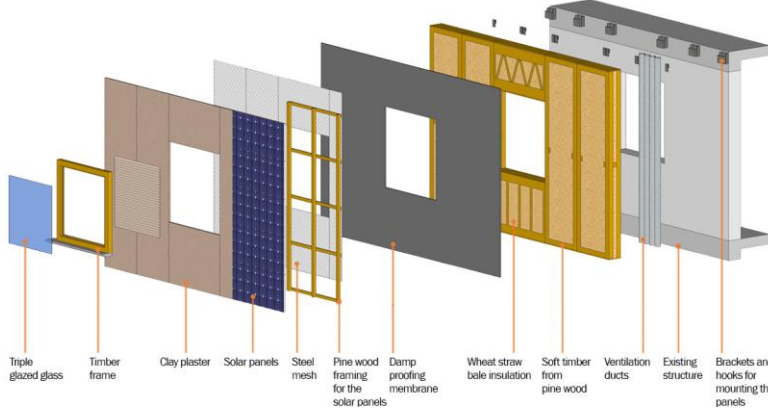 Triple
glazed glass
Timber
frame
Clay plaster
Solar panels
Steel
mesh
Pine wood
framing
for the
solar panels
Damp
proofing
membrane
Wheat straw
bale insulation
Soft timber
from
pine wood
Ventilation
ducts
Existing
structure
Brackets an
hooks for
mounting th
panels